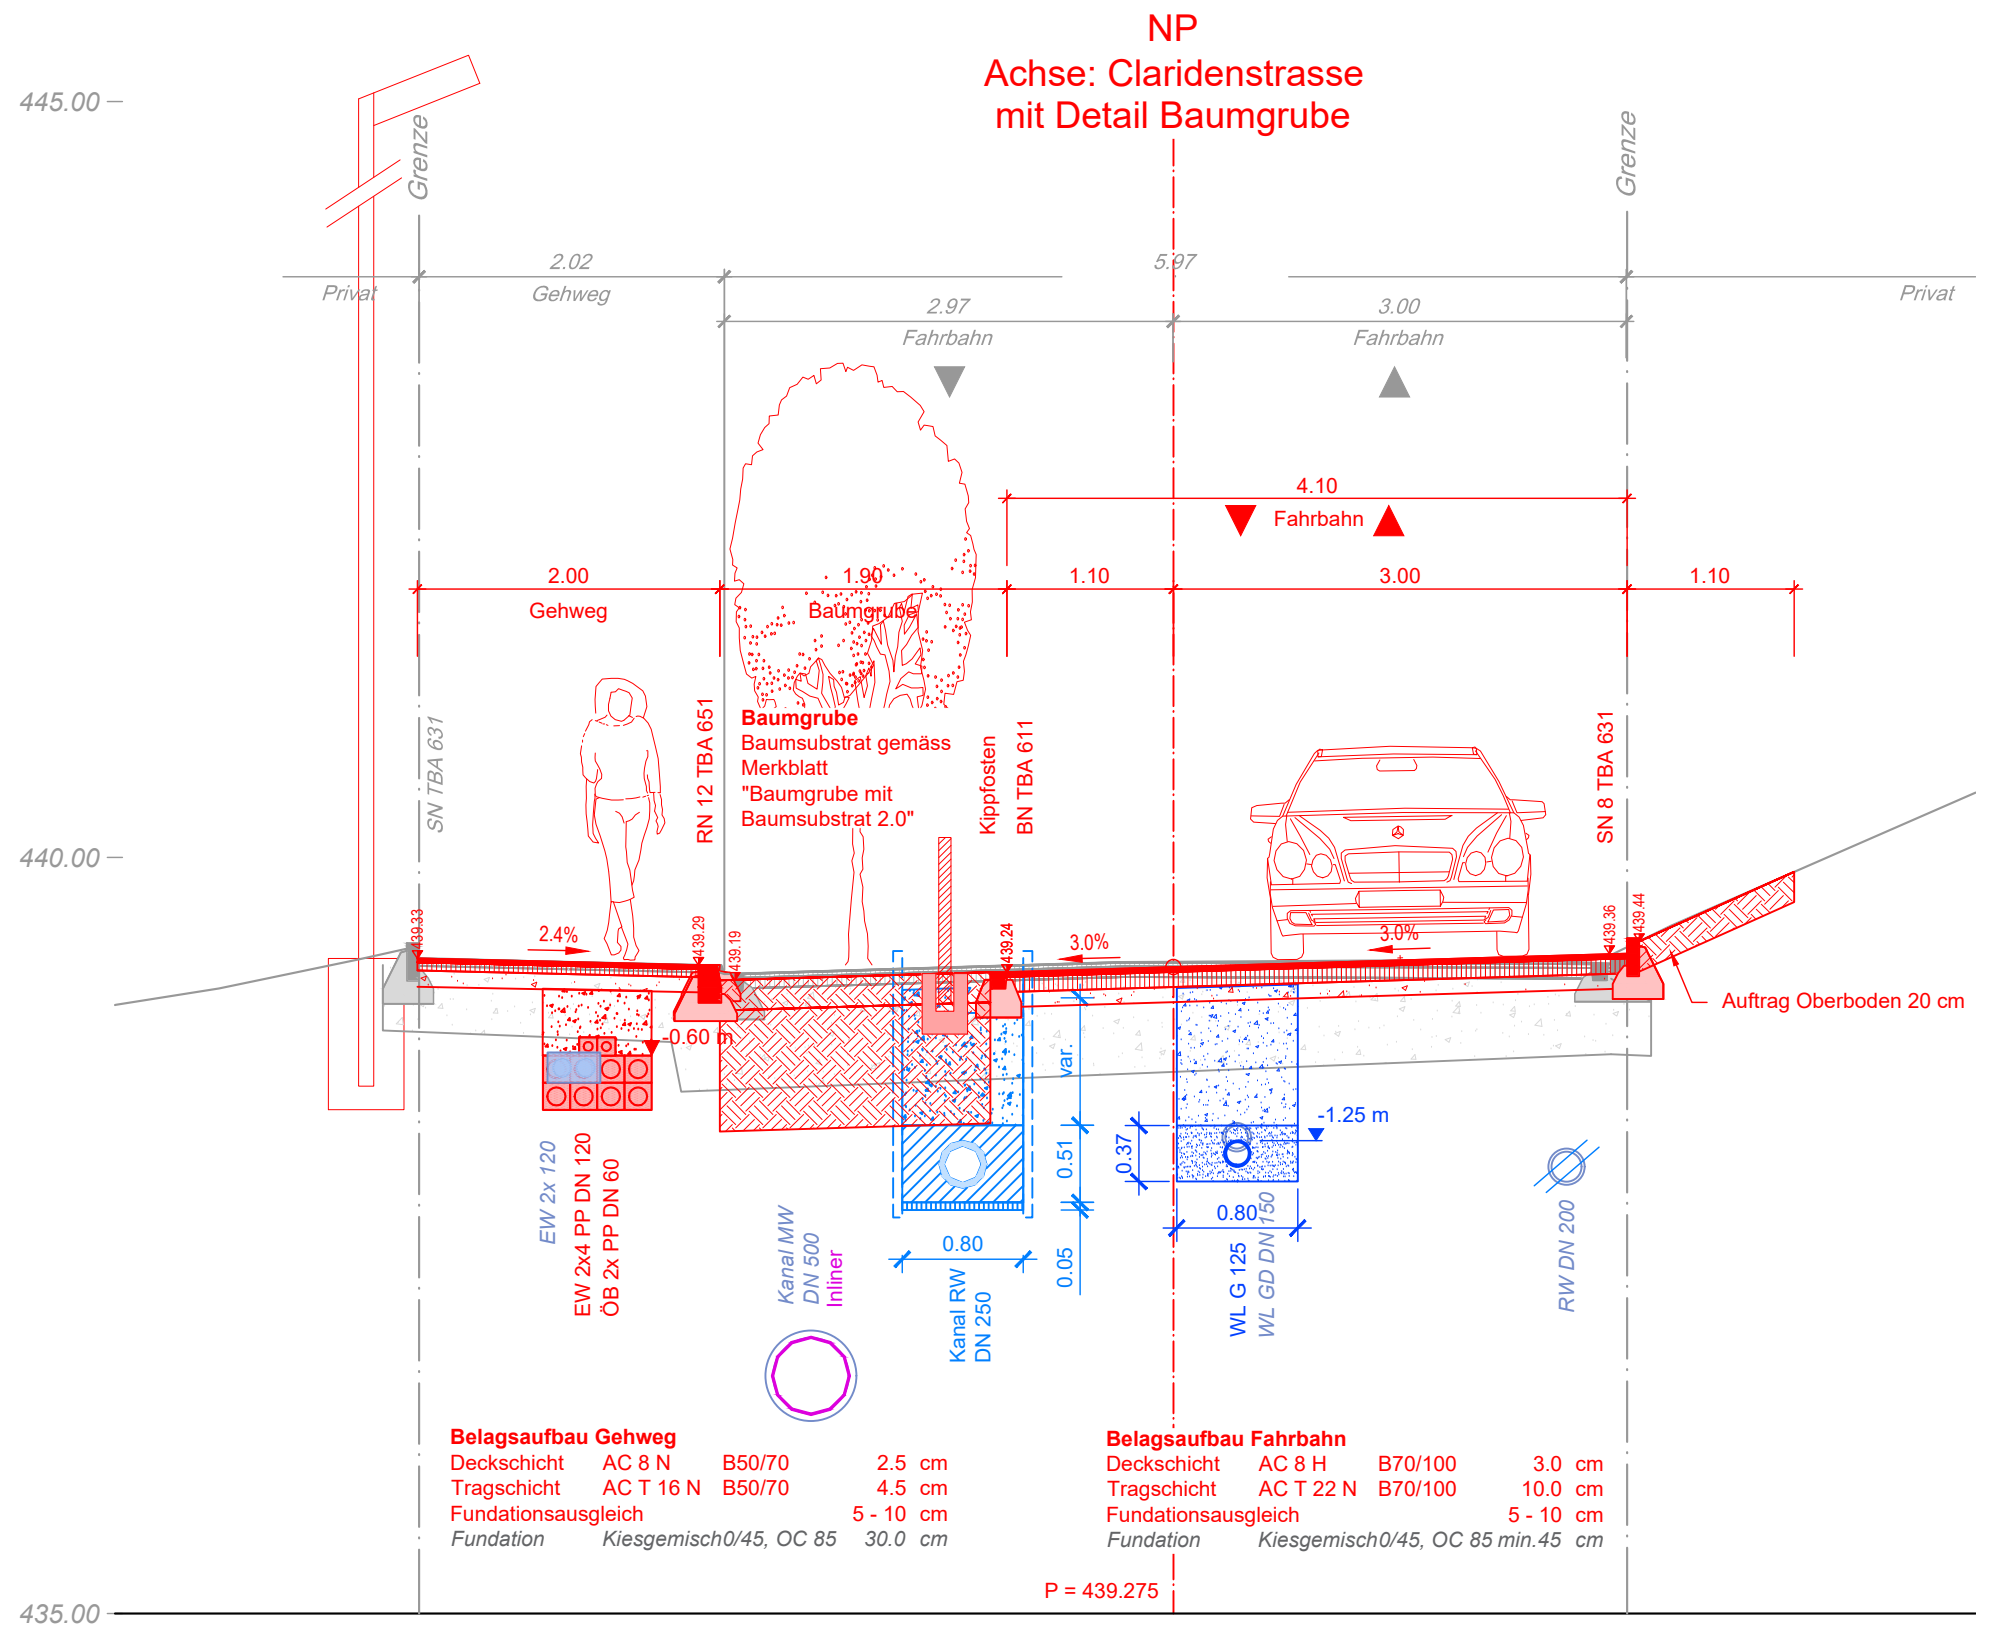 NP
Achse: Claridenstrasse
mit Detail Baumgrube
445.00
Grenze
Grenze
2.02
5.97
Privat
Gehweg
Privat
2.97
3.00
Fahrbahn
Fahrbahn
4.10
Fahrbahn
2.00
1.90
1.10
3.00
1.10
Gehweg
Baumgrube
SN TBA 631
RN 12 TBA 651
Baumgrube
Baumsubstrat gemäss
Merkblatt
"Baumgrube mit
Baumsubstrat 2.0"
Kippfosten
BN TBA 611
SN 8 TBA 631
440.00
439.33
2.4%
439.29
439.19
439.24
3.0%
3.0%
439.36
439.44
Auftrag Oberboden 20 cm
-0.60 m
var.
0.51
0.05
0.37
-1.25 m
0.80
0.80
EW 2x 120
EW 2x4 PP DN 120
ÖB 2x PP DN 60
Kanal MW
DN 500
Inliner
Kanal RW
DN 250
WL G 125
WL GD DN 150
RW DN 200
Belagsaufbau Gehweg
Deckschicht AC 8 N B50/70 2.5 cm
Tragschicht AC T 16 N B50/70 4.5 cm
Fundationsausgleich 5 - 10 cm
Fundation Kiesgemisch0/45, OC 85 30.0 cm
Belagsaufbau Fahrbahn
Deckschicht AC 8 H B70/100 3.0 cm
Tragschicht AC T 22 N B70/100 10.0 cm
Fundationsausgleich 5 - 10 cm
Fundation Kiesgemisch0/45, OC 85 min.45 cm
P = 439.275
435.00